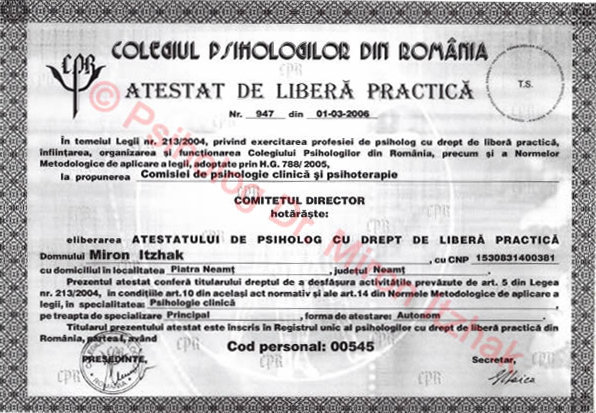 CPR
COLEGIUL PSIHOLOGILOR DIN ROMÂNIA
ATESTAT DE LIBERĂ PRACTICĂ
T.S.
Nr. 947 din 01-03-2006
În temeiul Legii nr. 213/2004, privind exercitarea profesiei de psiholog cu drept de liberă practică,
înfiinţarea, organizarea şi funcţionarea Colegiului Psihologilor din România, precum şi a Normelor
Metodologice de aplicare a legii, adoptate prin H.G. 788/2005,
la propunerea Comisiei de psihologie clinică şi psihoterapie
COMITETUL DIRECTOR
hotărăşte:
eliberarea ATESTATULUI DE PSIHOLOG CU DREPT DE LIBERĂ PRACTICĂ
Domnului Miron Itzhak, cu CNP 1530831400381
cu domiciliul în localitatea Piatra Neamţ, judeţul Neamţ.
Prezentul atestat conferă titularului dreptul de a desfăşura activităţile prevăzute de art. 5 din Legea
nr. 213/2004, în condiţiile art.10 din acelaşi act normativ şi ale art.14 din Normele Metodologice de aplicare a
legii, în specialitatea: Psihologie clinică,
pe treapta de specializare Principal, forma de atestare: Autonom.
Titularul prezentului atestat este înscris în Registrul unic al psihologilor cu drept de liberă practică din
România, partea I, având
Cod personal: 00545
PREŞEDINTE,
Secretar,
© Psiholog Dr. Miron Itzhak